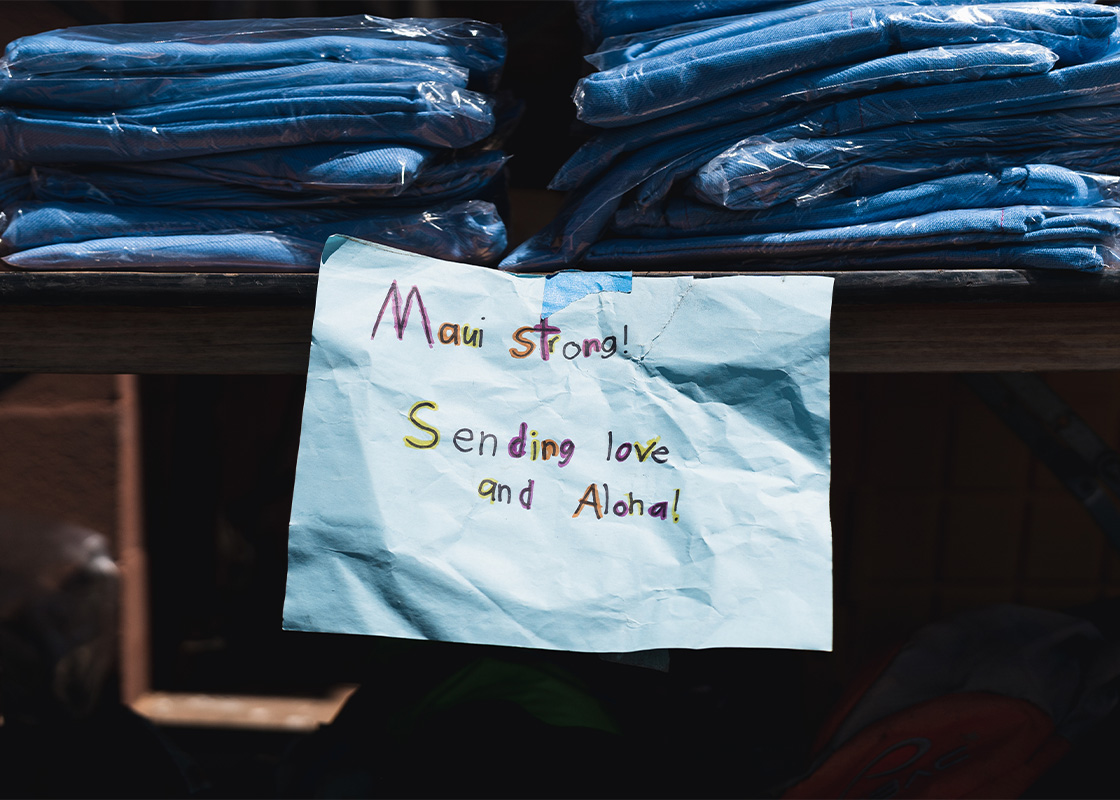 Maui strong!
Sending love
and Aloha!